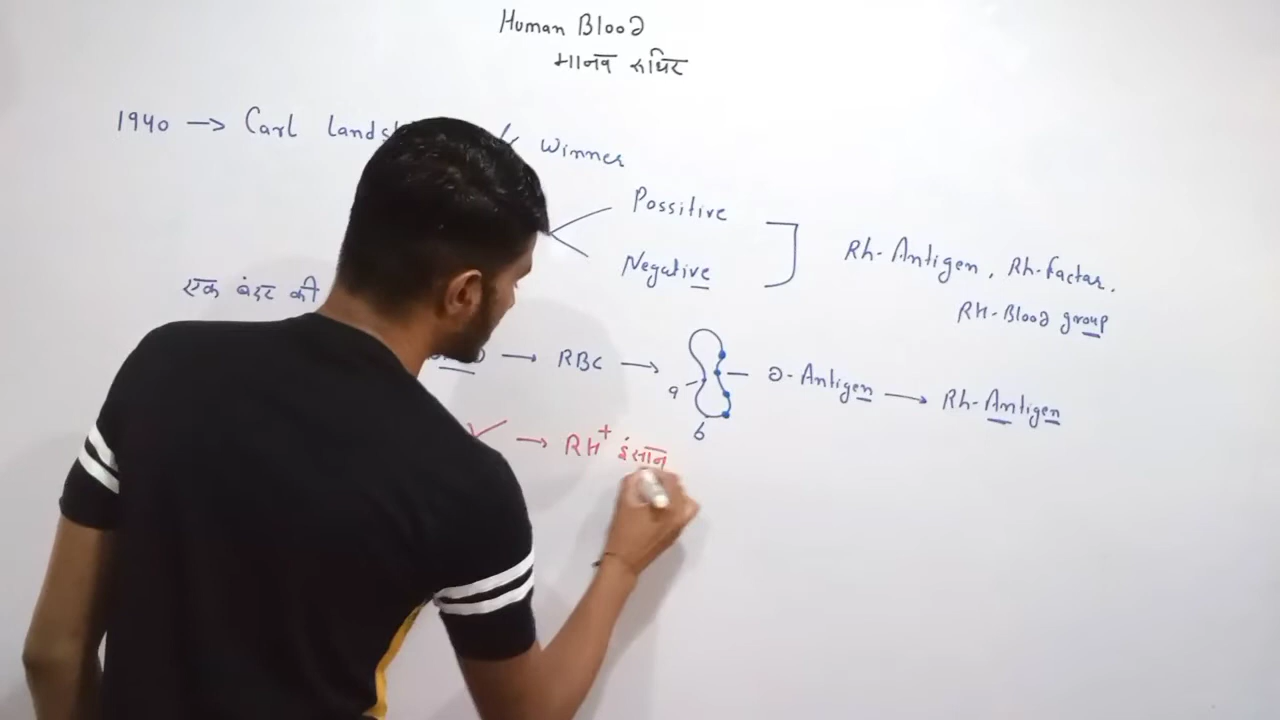 Human Blood
मानव रुधिर
1940 → Carl
Winner
Possitive
Negative
Rh-Antigen, Rh-factar.
RH-Blood group
एक बंदर की
→ RBC →
D-Antigen → Rh-Antigen
a
b
→ RH+ इंसान